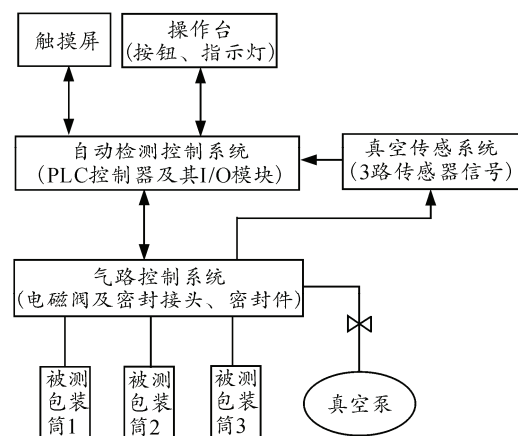 触摸屏
操作台
(按钮、指示灯)
自动检测控制系统
(PLC控制器及其I/O模块)
真空传感系统
(3路传感器信号)
气路控制系统
(电磁阀及密封接头、密封件)
被测
包装
筒1
被测
包装
筒2
被测
包装
筒3
真空泵